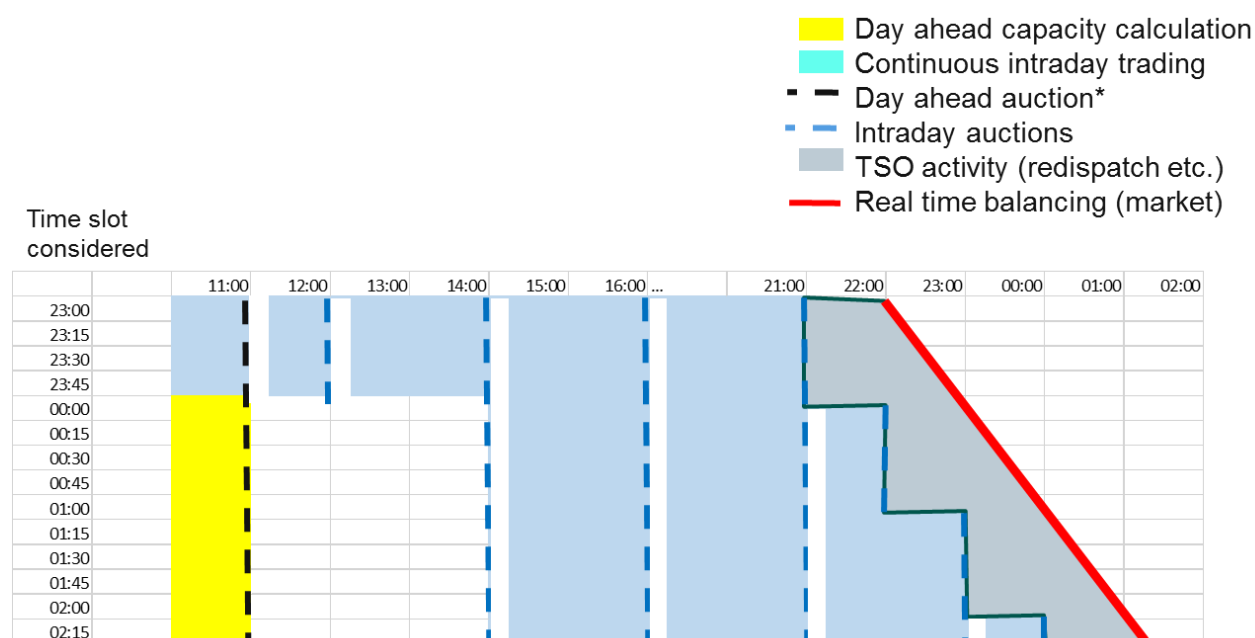 Day ahead capacity calculation
Continuous intraday trading
Day ahead auction*
Intraday auctions
TSO activity (redispatch etc.)
Real time balancing (market)
Time slot
considered
11:00 12:00 13:00 14:00 15:00 16:00 ... 21:00 22:00 23:00 00:00 01:00 02:00
23:00
23:15
23:30
23:45
00:00
00:15
00:30
00:45
01:00
01:15
01:30
01:45
02:00
02:15